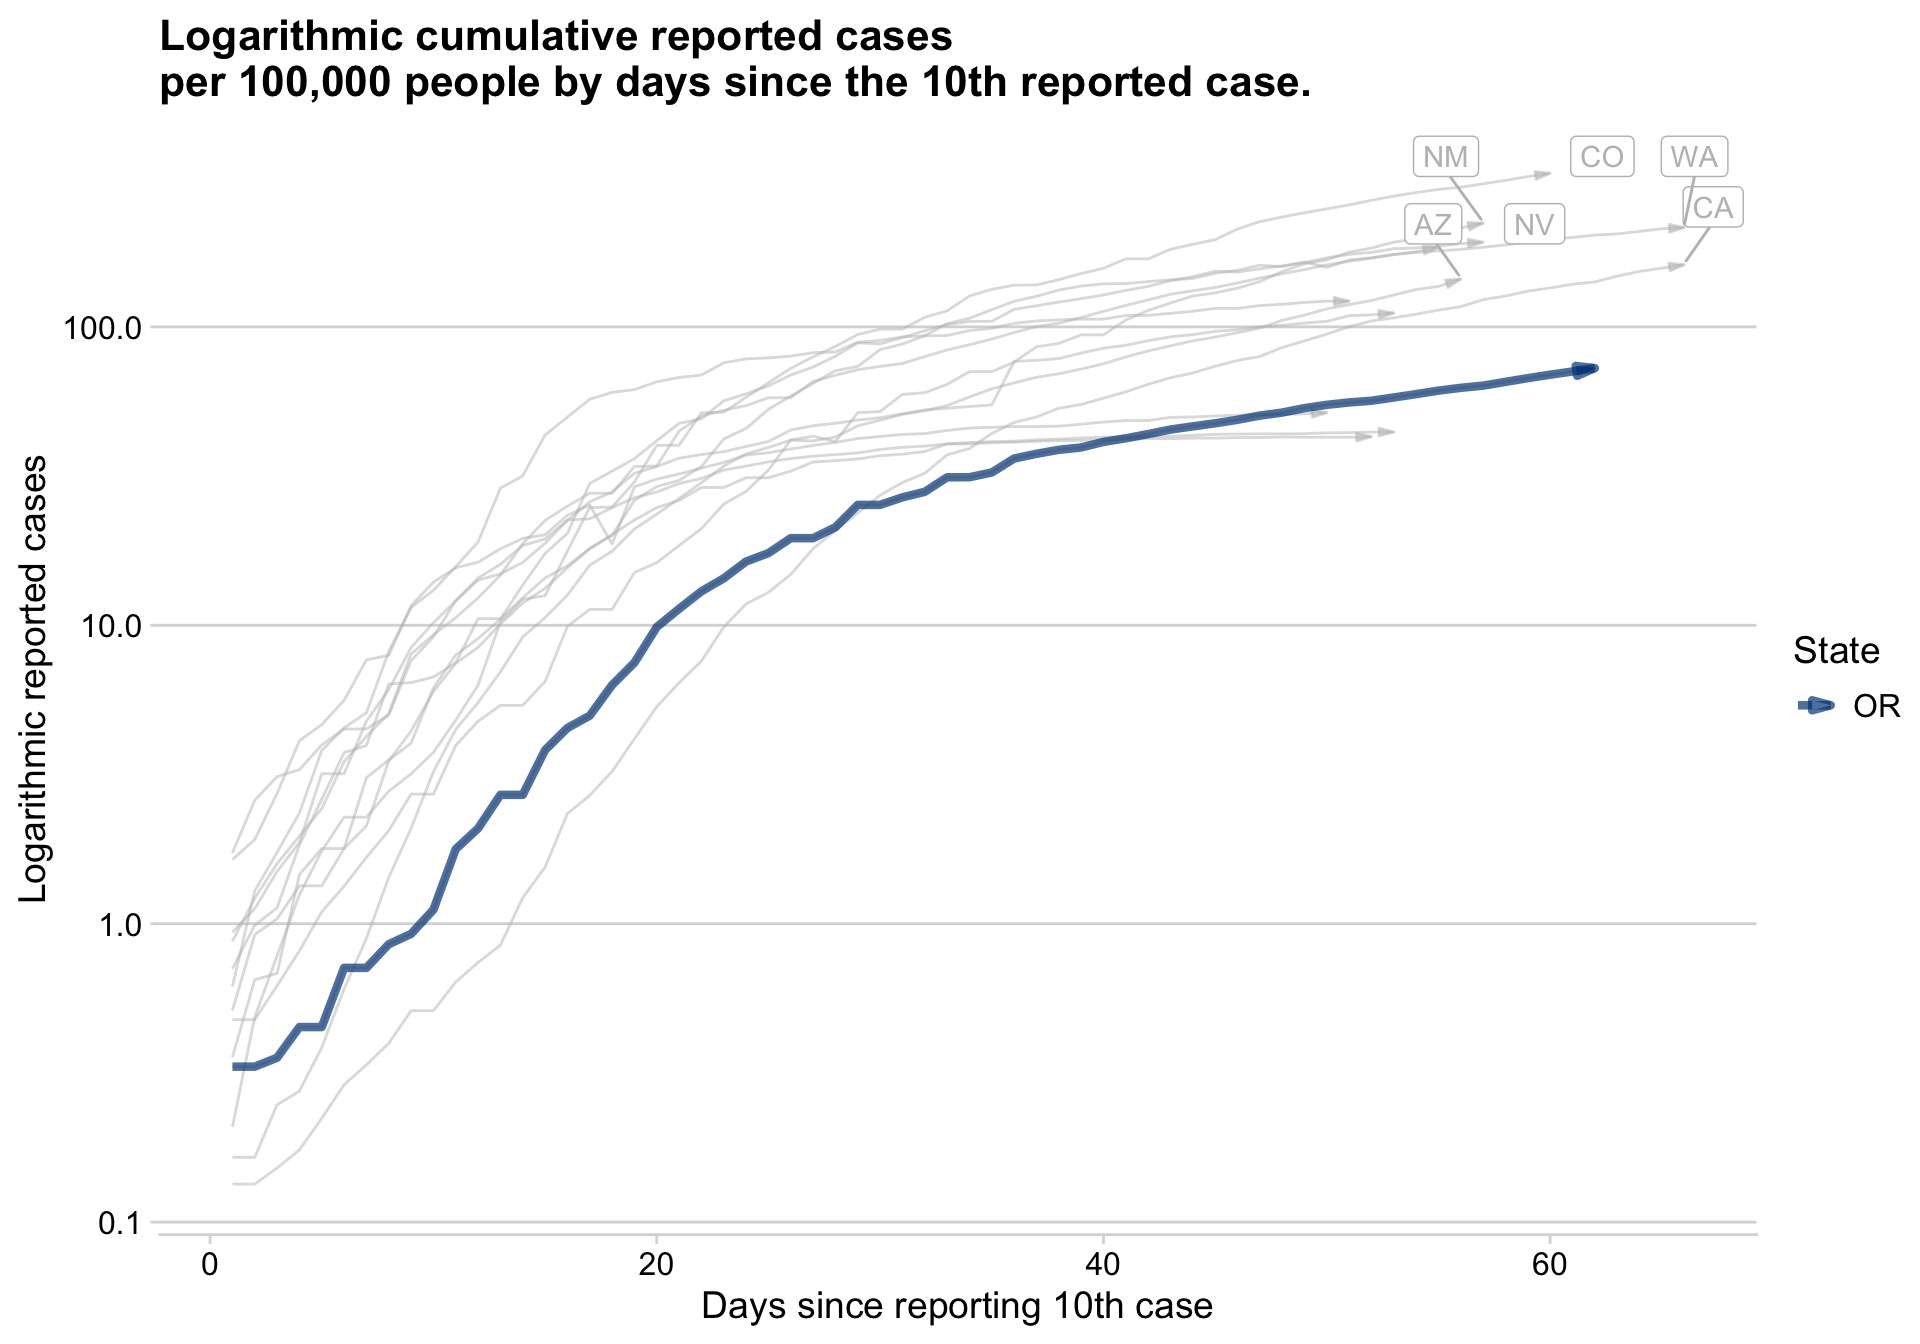 Logarithmic cumulative reported cases
per 100,000 people by days since the 10th reported case.
NM
CO
WA
CA
AZ
NV
100.0
10.0
1.0
0.1
Logarithmic reported cases
0
20
40
60
Days since reporting 10th case
State
OR